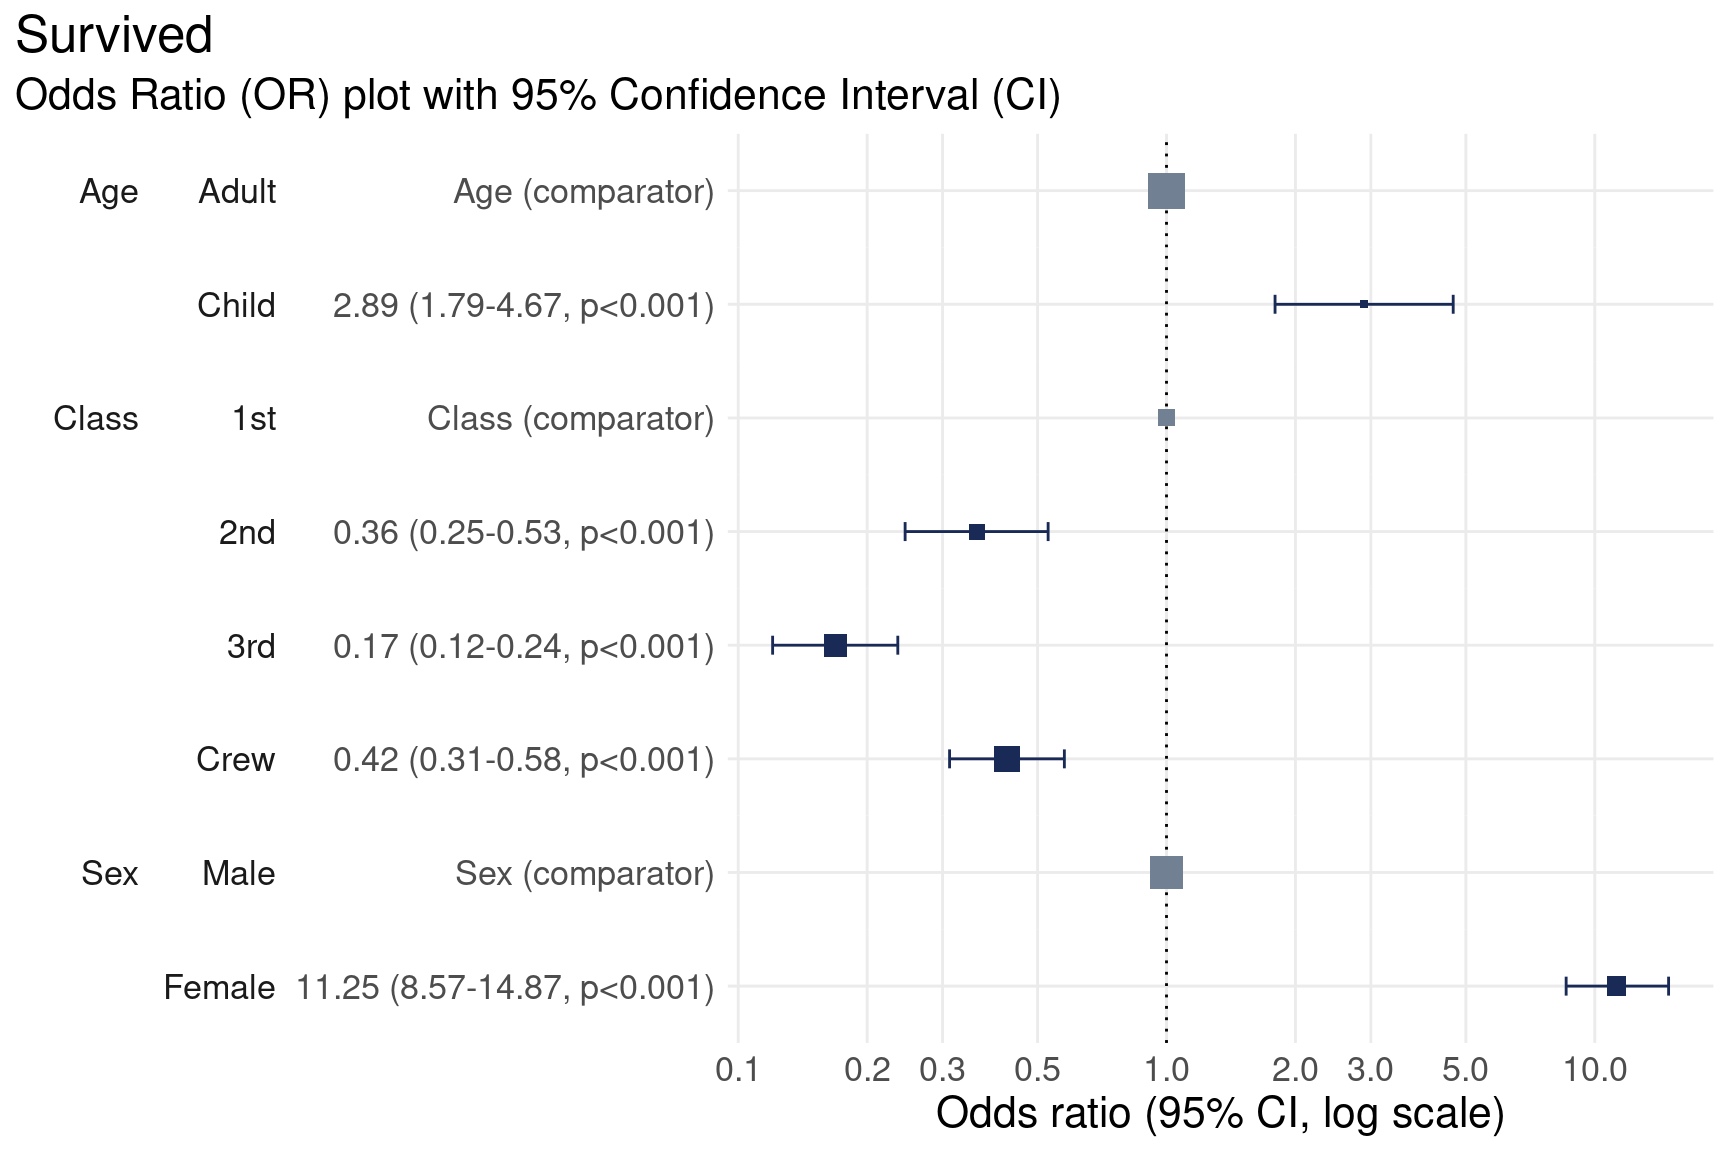 Survived
Odds Ratio (OR) plot with 95% Confidence Interval (CI)
Age Adult Age (comparator)
Child 2.89 (1.79-4.67, p<0.001)
Class 1st Class (comparator)
2nd 0.36 (0.25-0.53, p<0.001)
3rd 0.17 (0.12-0.24, p<0.001)
Crew 0.42 (0.31-0.58, p<0.001)
Sex Male Sex (comparator)
Female 11.25 (8.57-14.87, p<0.001)
0.1 0.2 0.3 0.5 1.0 2.0 3.0 5.0 10.0
Odds ratio (95% CI, log scale)